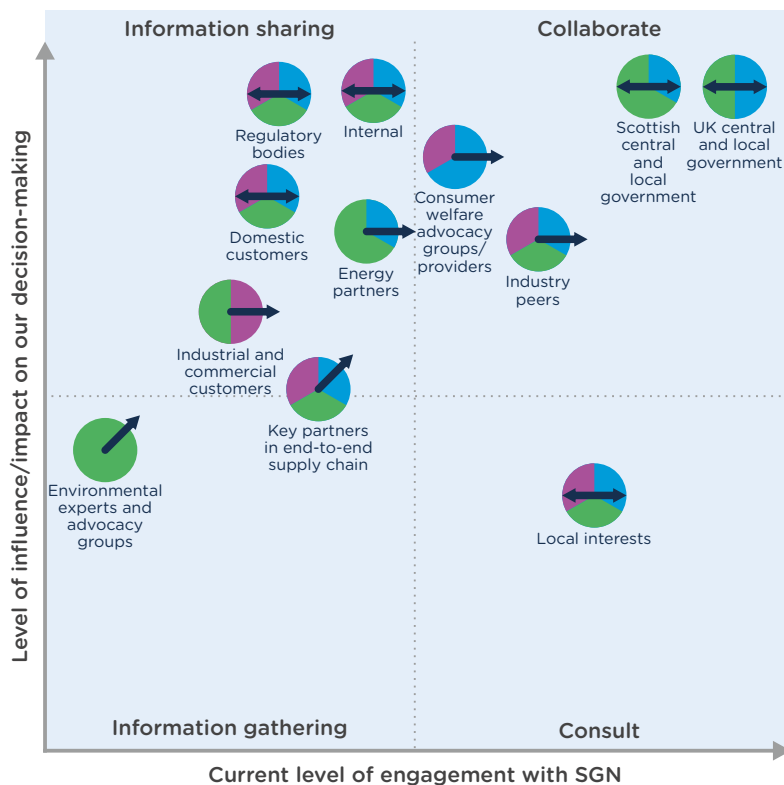 Information sharing
Collaborate
Level of influence/impact on our decision-making
Regulatory
bodies
Internal
Scottish
central
and
local
government
UK central
and local
government
Consumer
welfare
advocacy
groups/
providers
Domestic
customers
Energy
partners
Industry
peers
Industrial and
commercial
customers
Key partners
in end-to-end
supply chain
Environmental
experts and
advocacy
groups
Local interests
Information gathering
Consult
Current level of engagement with SGN